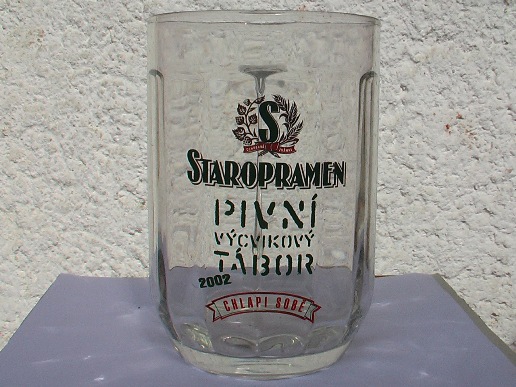 S
STAROPRAMEN
PIVNÍ
VÝCVIKOVÝ
TÁBOR
2002
CHLAPI SOBĚ